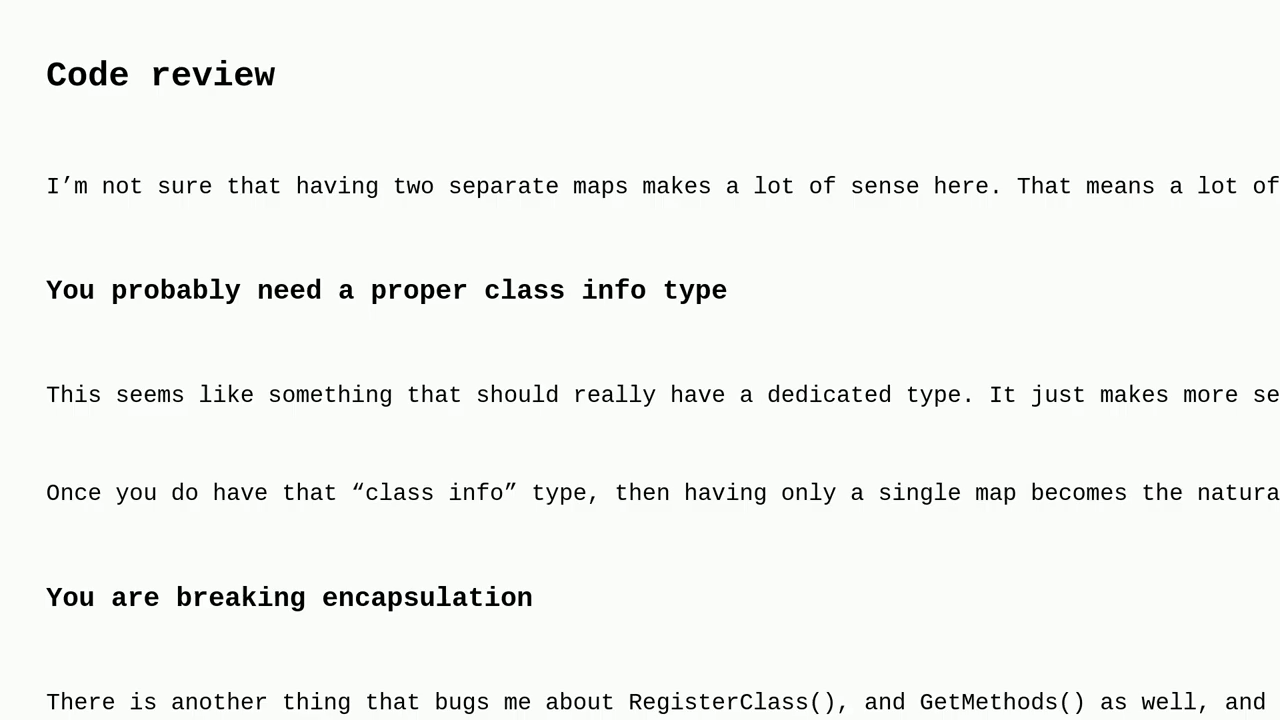 Code review
I’m not sure that having two separate maps makes a lot of sense here. That means a lot of
You probably need a proper class info type
This seems like something that should really have a dedicated type. It just makes more se
Once you do have that “class info” type, then having only a single map becomes the natura
You are breaking encapsulation
There is another thing that bugs me about RegisterClass(), and GetMethods() as well, and